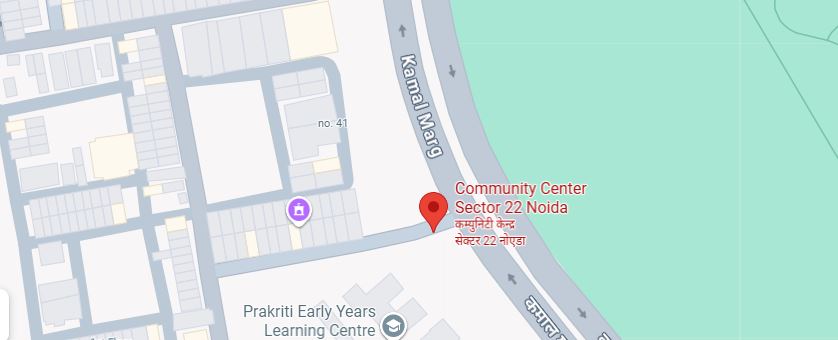 Kamal Marg
no. 41
Community Center
Sector 22 Noida
कम्युनिटी केन्द्र
सेक्टर 22 नोएडा
Prakriti Early Years
Learning Centre